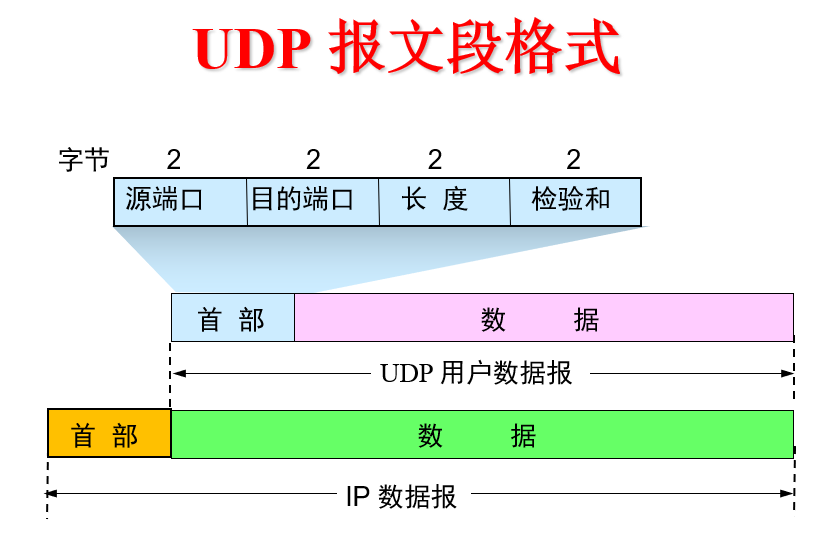 UDP 报文段格式
字节 2 2 2 2
源端口 目的端口 长 度 检验和
首 部 数 据
UDP 用户数据报
首 部 数 据
IP 数据报